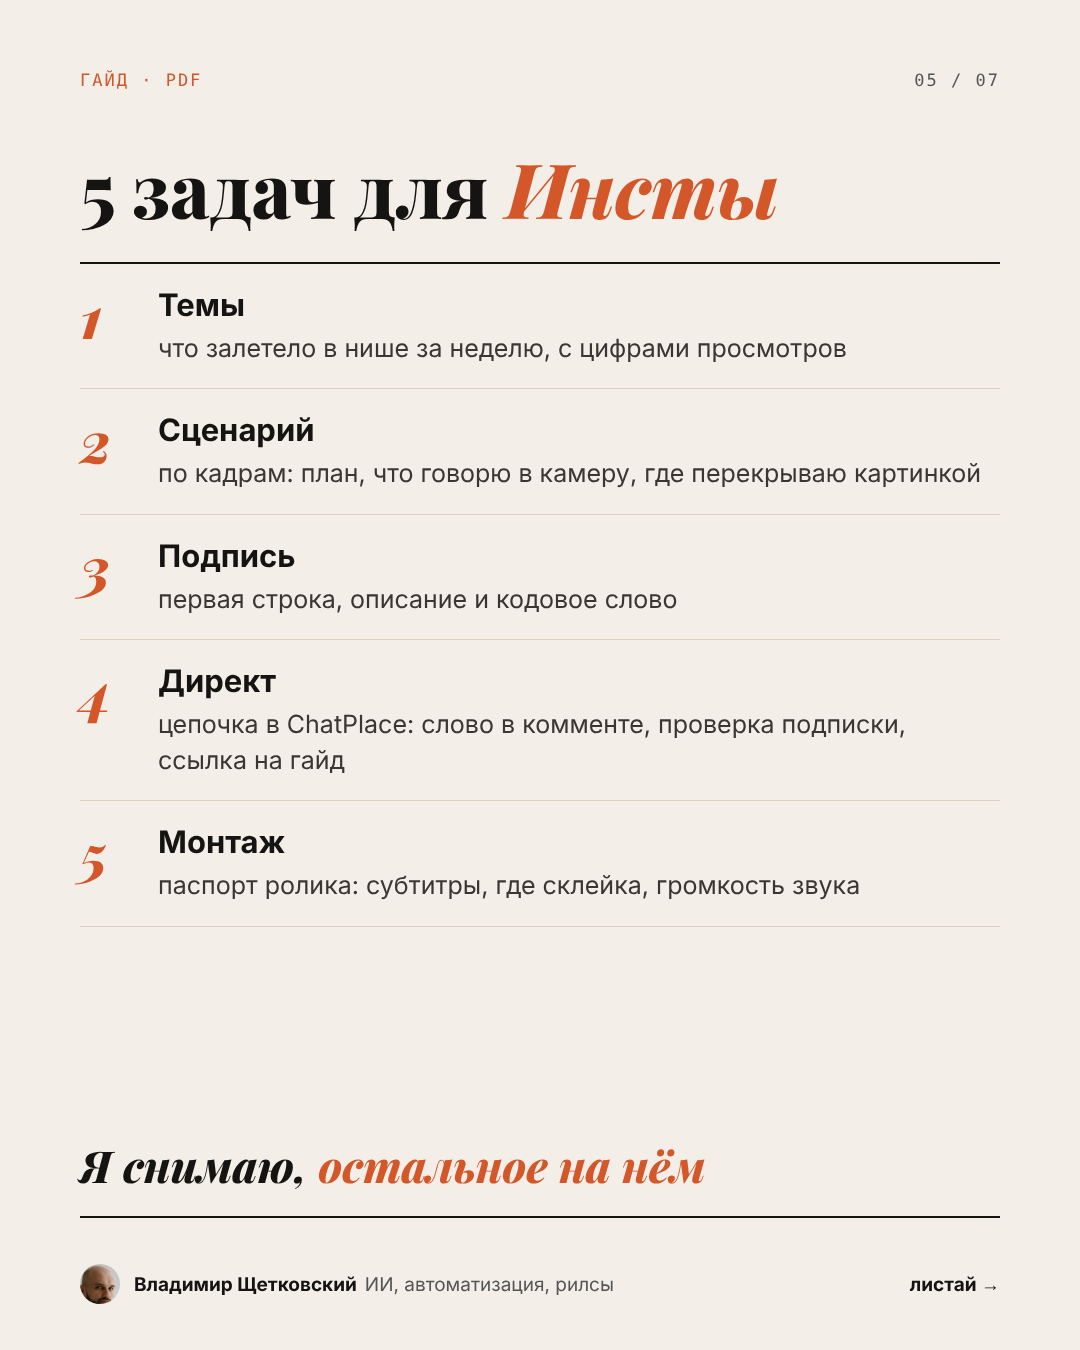 ГАЙД · PDF
05 / 07
5 задач для Инсты
1
Темы
что залетело в нише за неделю, с цифрами просмотров
2
Сценарий
по кадрам: план, что говорю в камеру, где перекрываю картинкой
3
Подпись
первая строка, описание и кодовое слово
4
Директ
цепочка в ChatPlace: слово в комменте, проверка подписки,
ссылка на гайд
5
Монтаж
паспорт ролика: субтитры, где склейка, громкость звука
Я снимаю, остальное на нём
Владимир Щетковский ИИ, автоматизация, рилсы
листай →